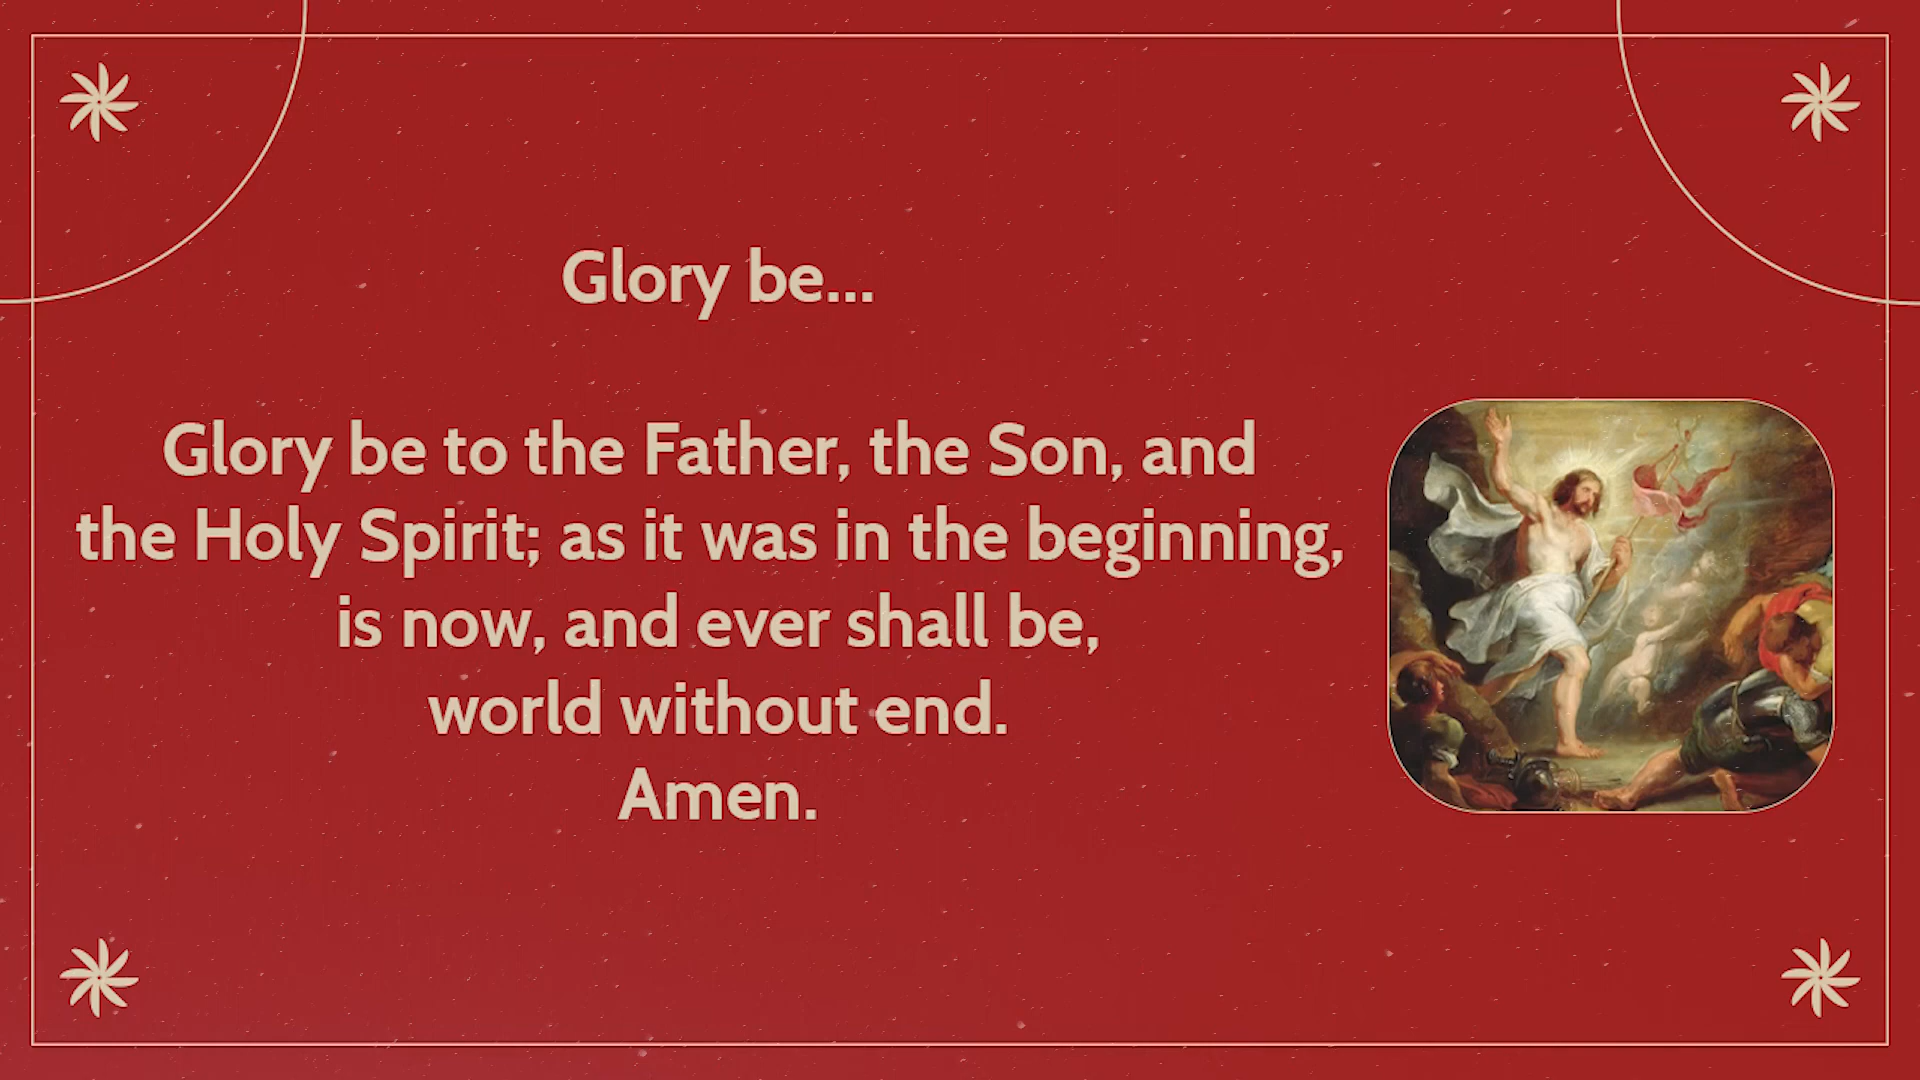 Glory be...
Glory be to the Father, the Son, and
the Holy Spirit; as it was in the beginning,
is now, and ever shall be,
world without end.
Amen.